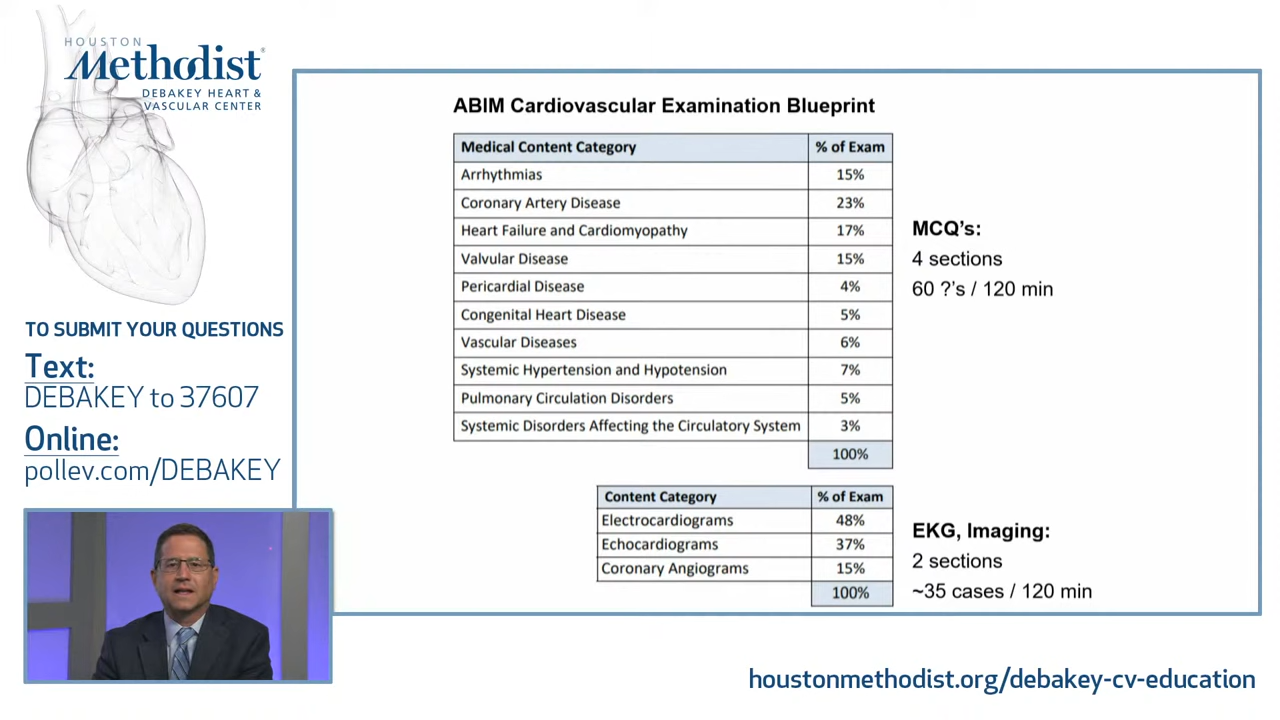 HOUSTON
Methodist®
DEBAKEY HEART &
VASCULAR CENTER
TO SUBMIT YOUR QUESTIONS
Text:
DEBAKEY to 37607
Online:
pollev.com/DEBAKEY
ABIM Cardiovascular Examination Blueprint
Medical Content Category % of Exam
Arrhythmias 15%
Coronary Artery Disease 23%
Heart Failure and Cardiomyopathy 17%
Valvular Disease 15%
Pericardial Disease 4%
Congenital Heart Disease 5%
Vascular Diseases 6%
Systemic Hypertension and Hypotension 7%
Pulmonary Circulation Disorders 5%
Systemic Disorders Affecting the Circulatory System 3%
100%
MCQ's:
4 sections
60 ?'s / 120 min
Content Category % of Exam
Electrocardiograms 48%
Echocardiograms 37%
Coronary Angiograms 15%
100%
EKG, Imaging:
2 sections
~35 cases / 120 min
houstonmethodist.org/debakey-cv-education